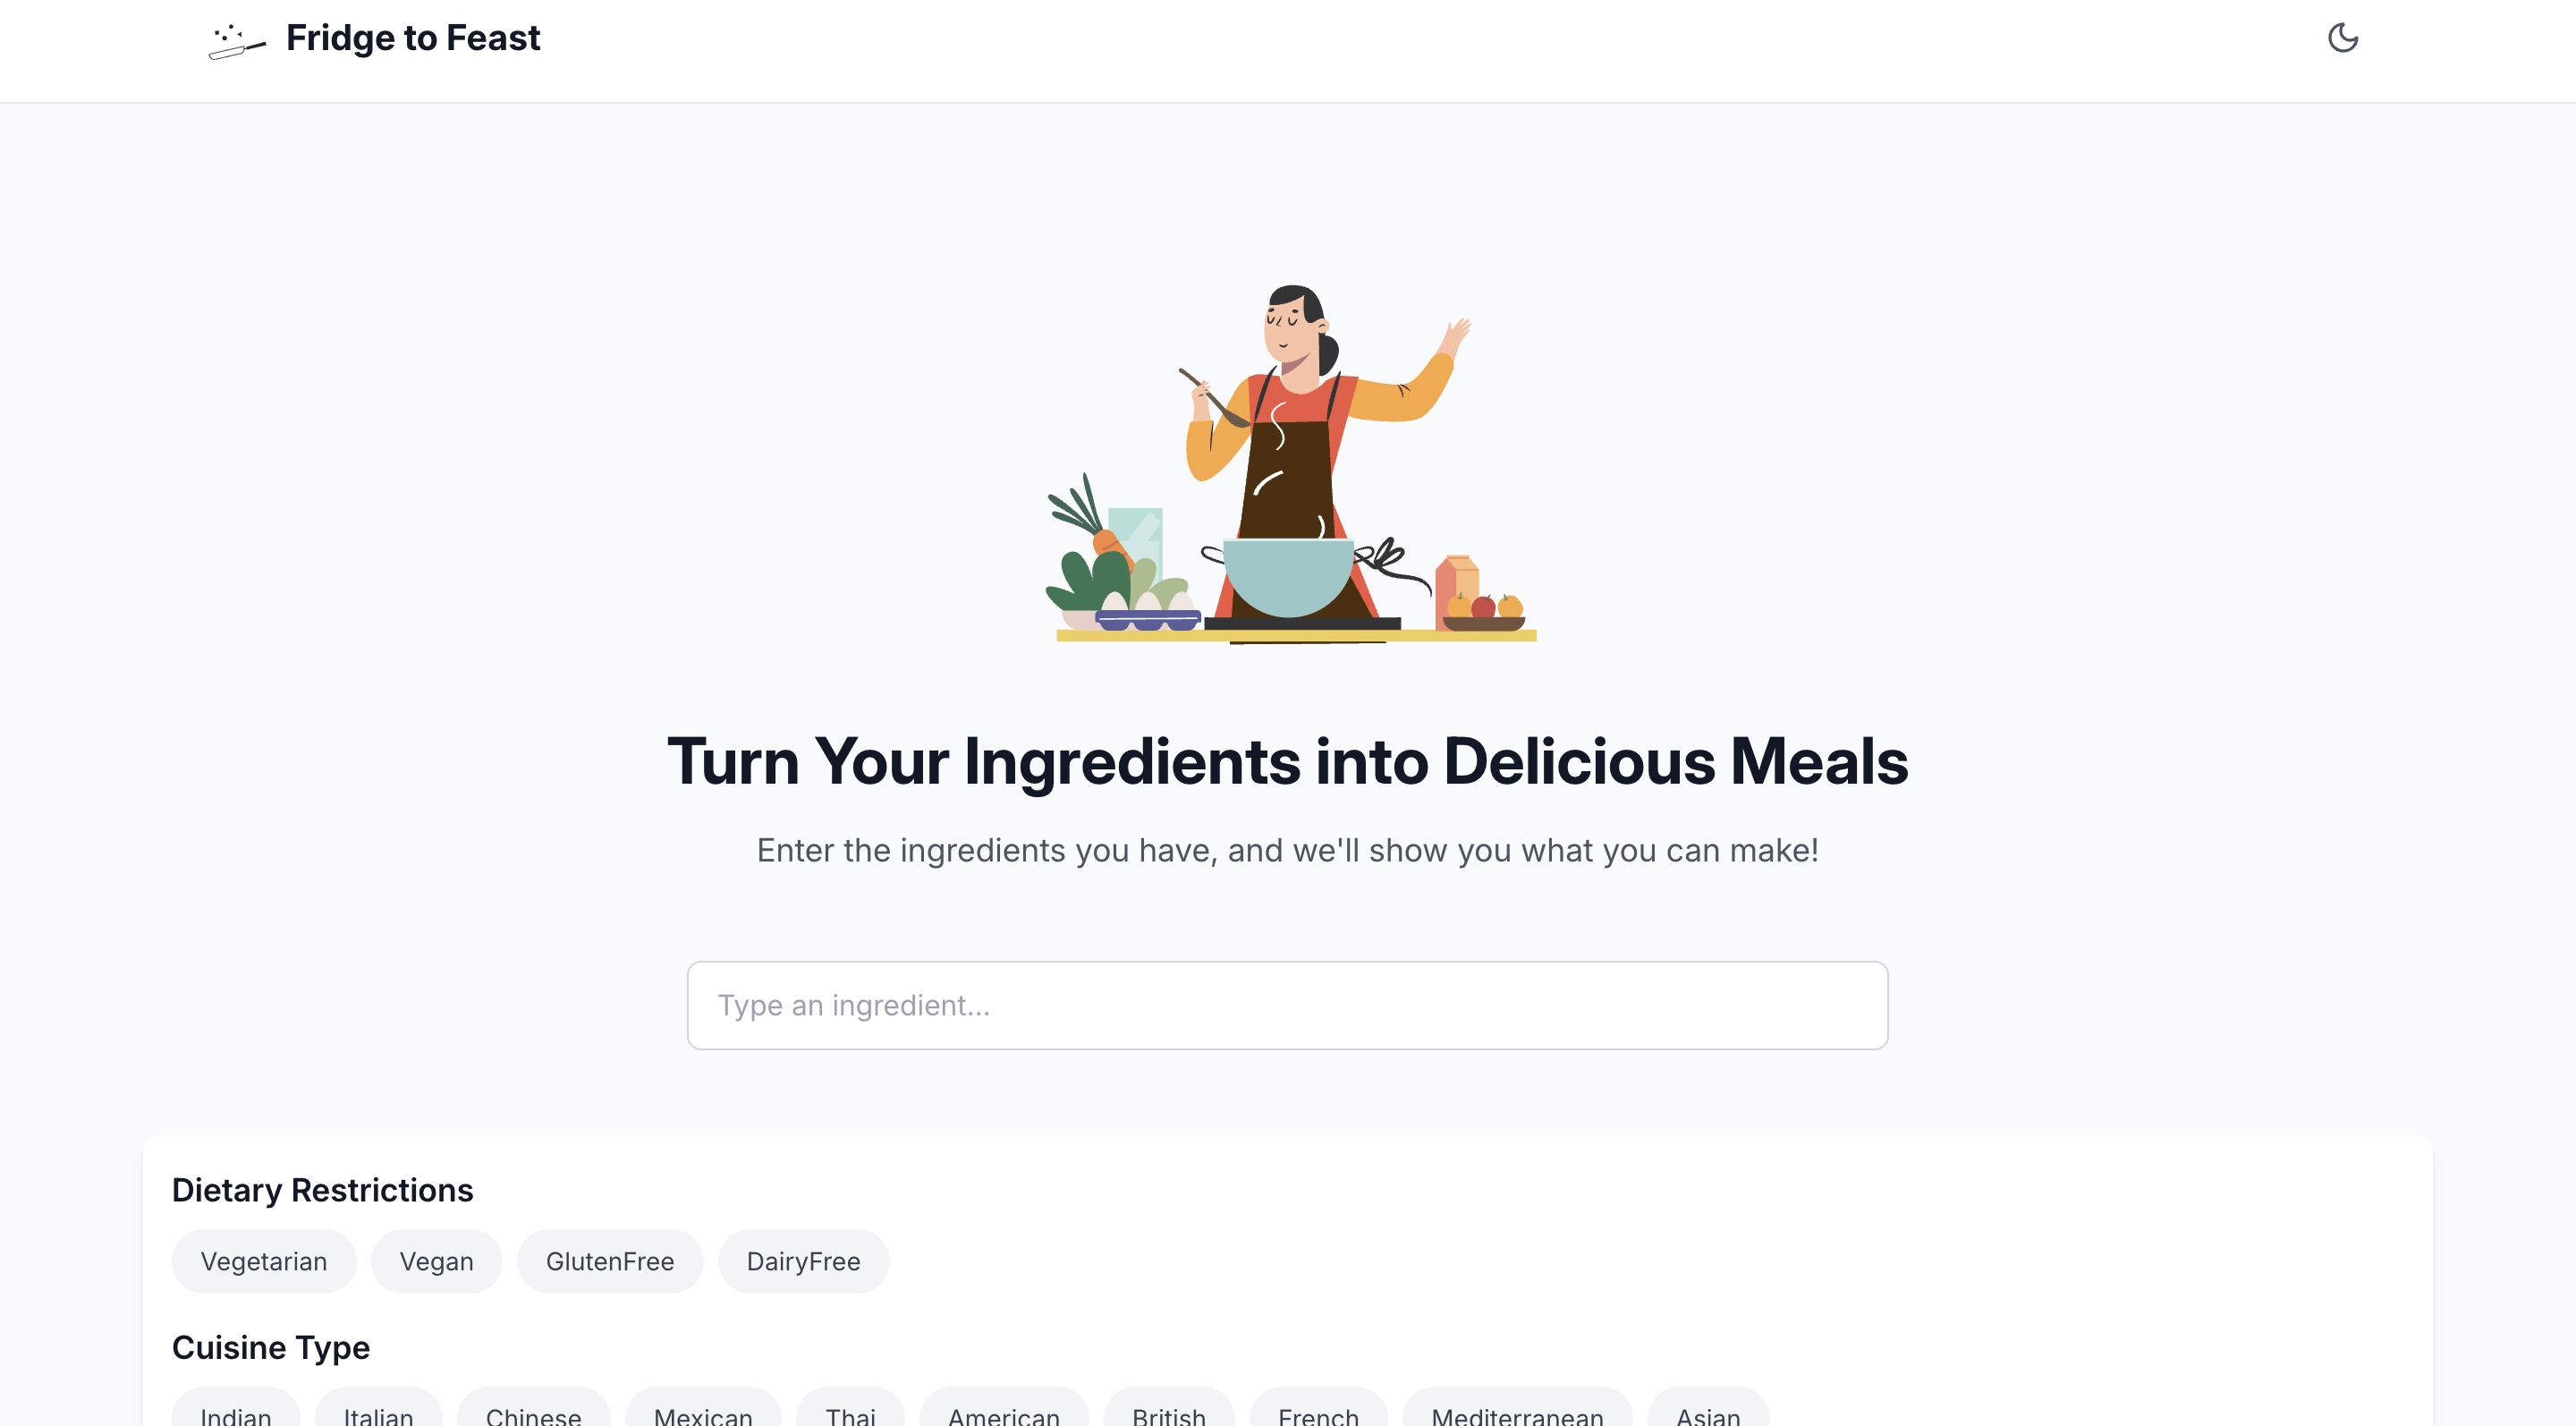 Fridge to Feast
Turn Your Ingredients into Delicious Meals
Enter the ingredients you have, and we'll show you what you can make!
Type an ingredient...
Dietary Restrictions
Vegetarian Vegan GlutenFree DairyFree
Cuisine Type
Indian Italian Chinese Mexican Thai American British French Mediterranean Asian